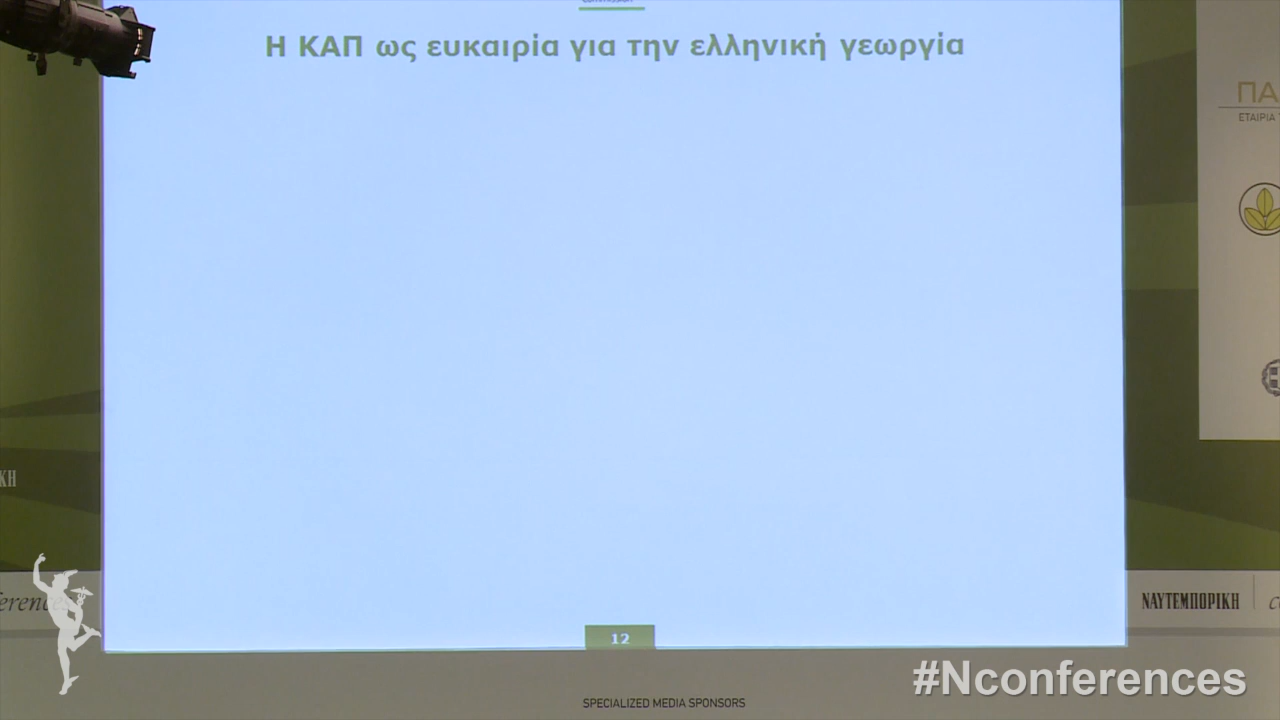 Η ΚΑΠ ως ευκαιρία για την ελληνική γεωργία
12
ΝΑΥΤΕΜΠΟΡΙΚΗ
#Nconferences
SPECIALIZED MEDIA SPONSORS